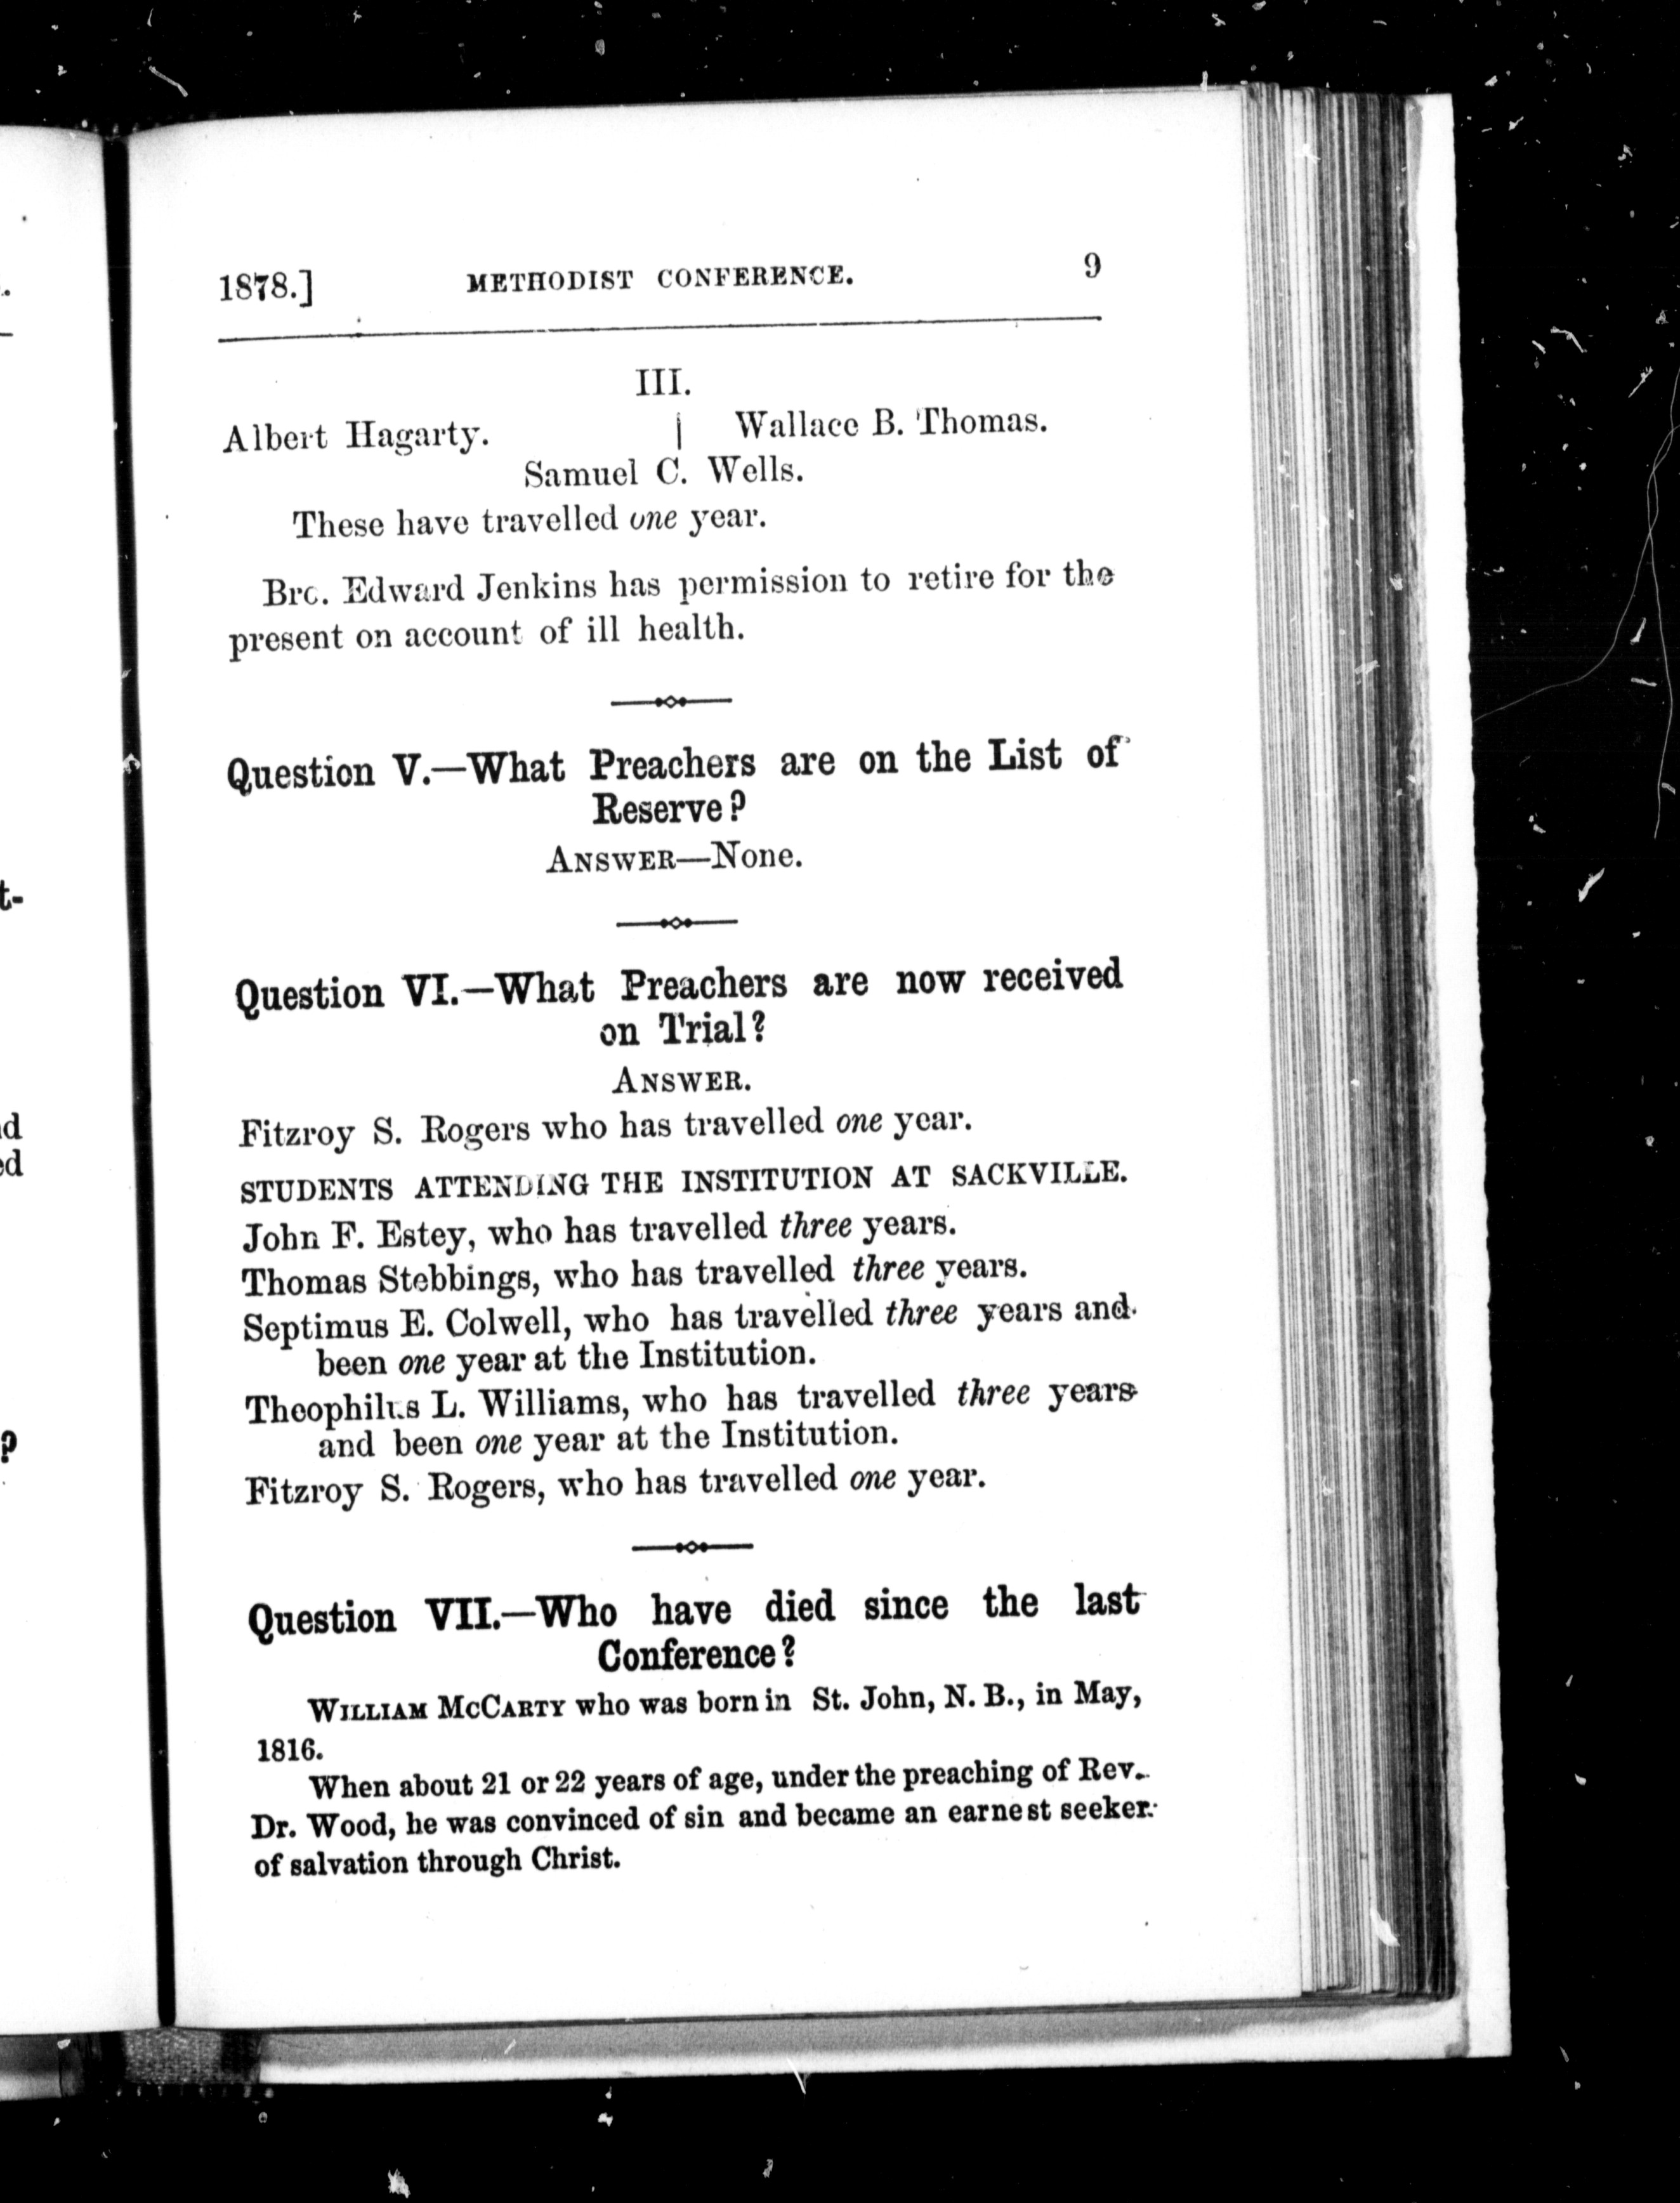 1878.] METHODIST CONFERENCE. 9
III.
Albert Hagarty. | Wallace B. Thomas.
Samuel C. Wells.
These have travelled one year.
Bro. Edward Jenkins has permission to retire for the
present on account of ill health.
Question V.—What Preachers are on the List of
Reserve?
ANSWER—None.
Question VI.—What Preachers are now received
on Trial?
ANSWER.
Fitzroy S. Rogers who has travelled one year.
STUDENTS ATTENDING THE INSTITUTION AT SACKVILLE.
John F. Estey, who has travelled three years.
Thomas Stebbings, who has travelled three years.
Septimus E. Colwell, who has travelled three years and
been one year at the Institution.
Theophilus L. Williams, who has travelled three years
and been one year at the Institution.
Fitzroy S. Rogers, who has travelled one year.
Question VII.—Who have died since the last
Conference?
WILLIAM MCCARTY who was born in St. John, N. B., in May,
1816.
When about 21 or 22 years of age, under the preaching of Rev.
Dr. Wood, he was convinced of sin and became an earnest seeker
of salvation through Christ.